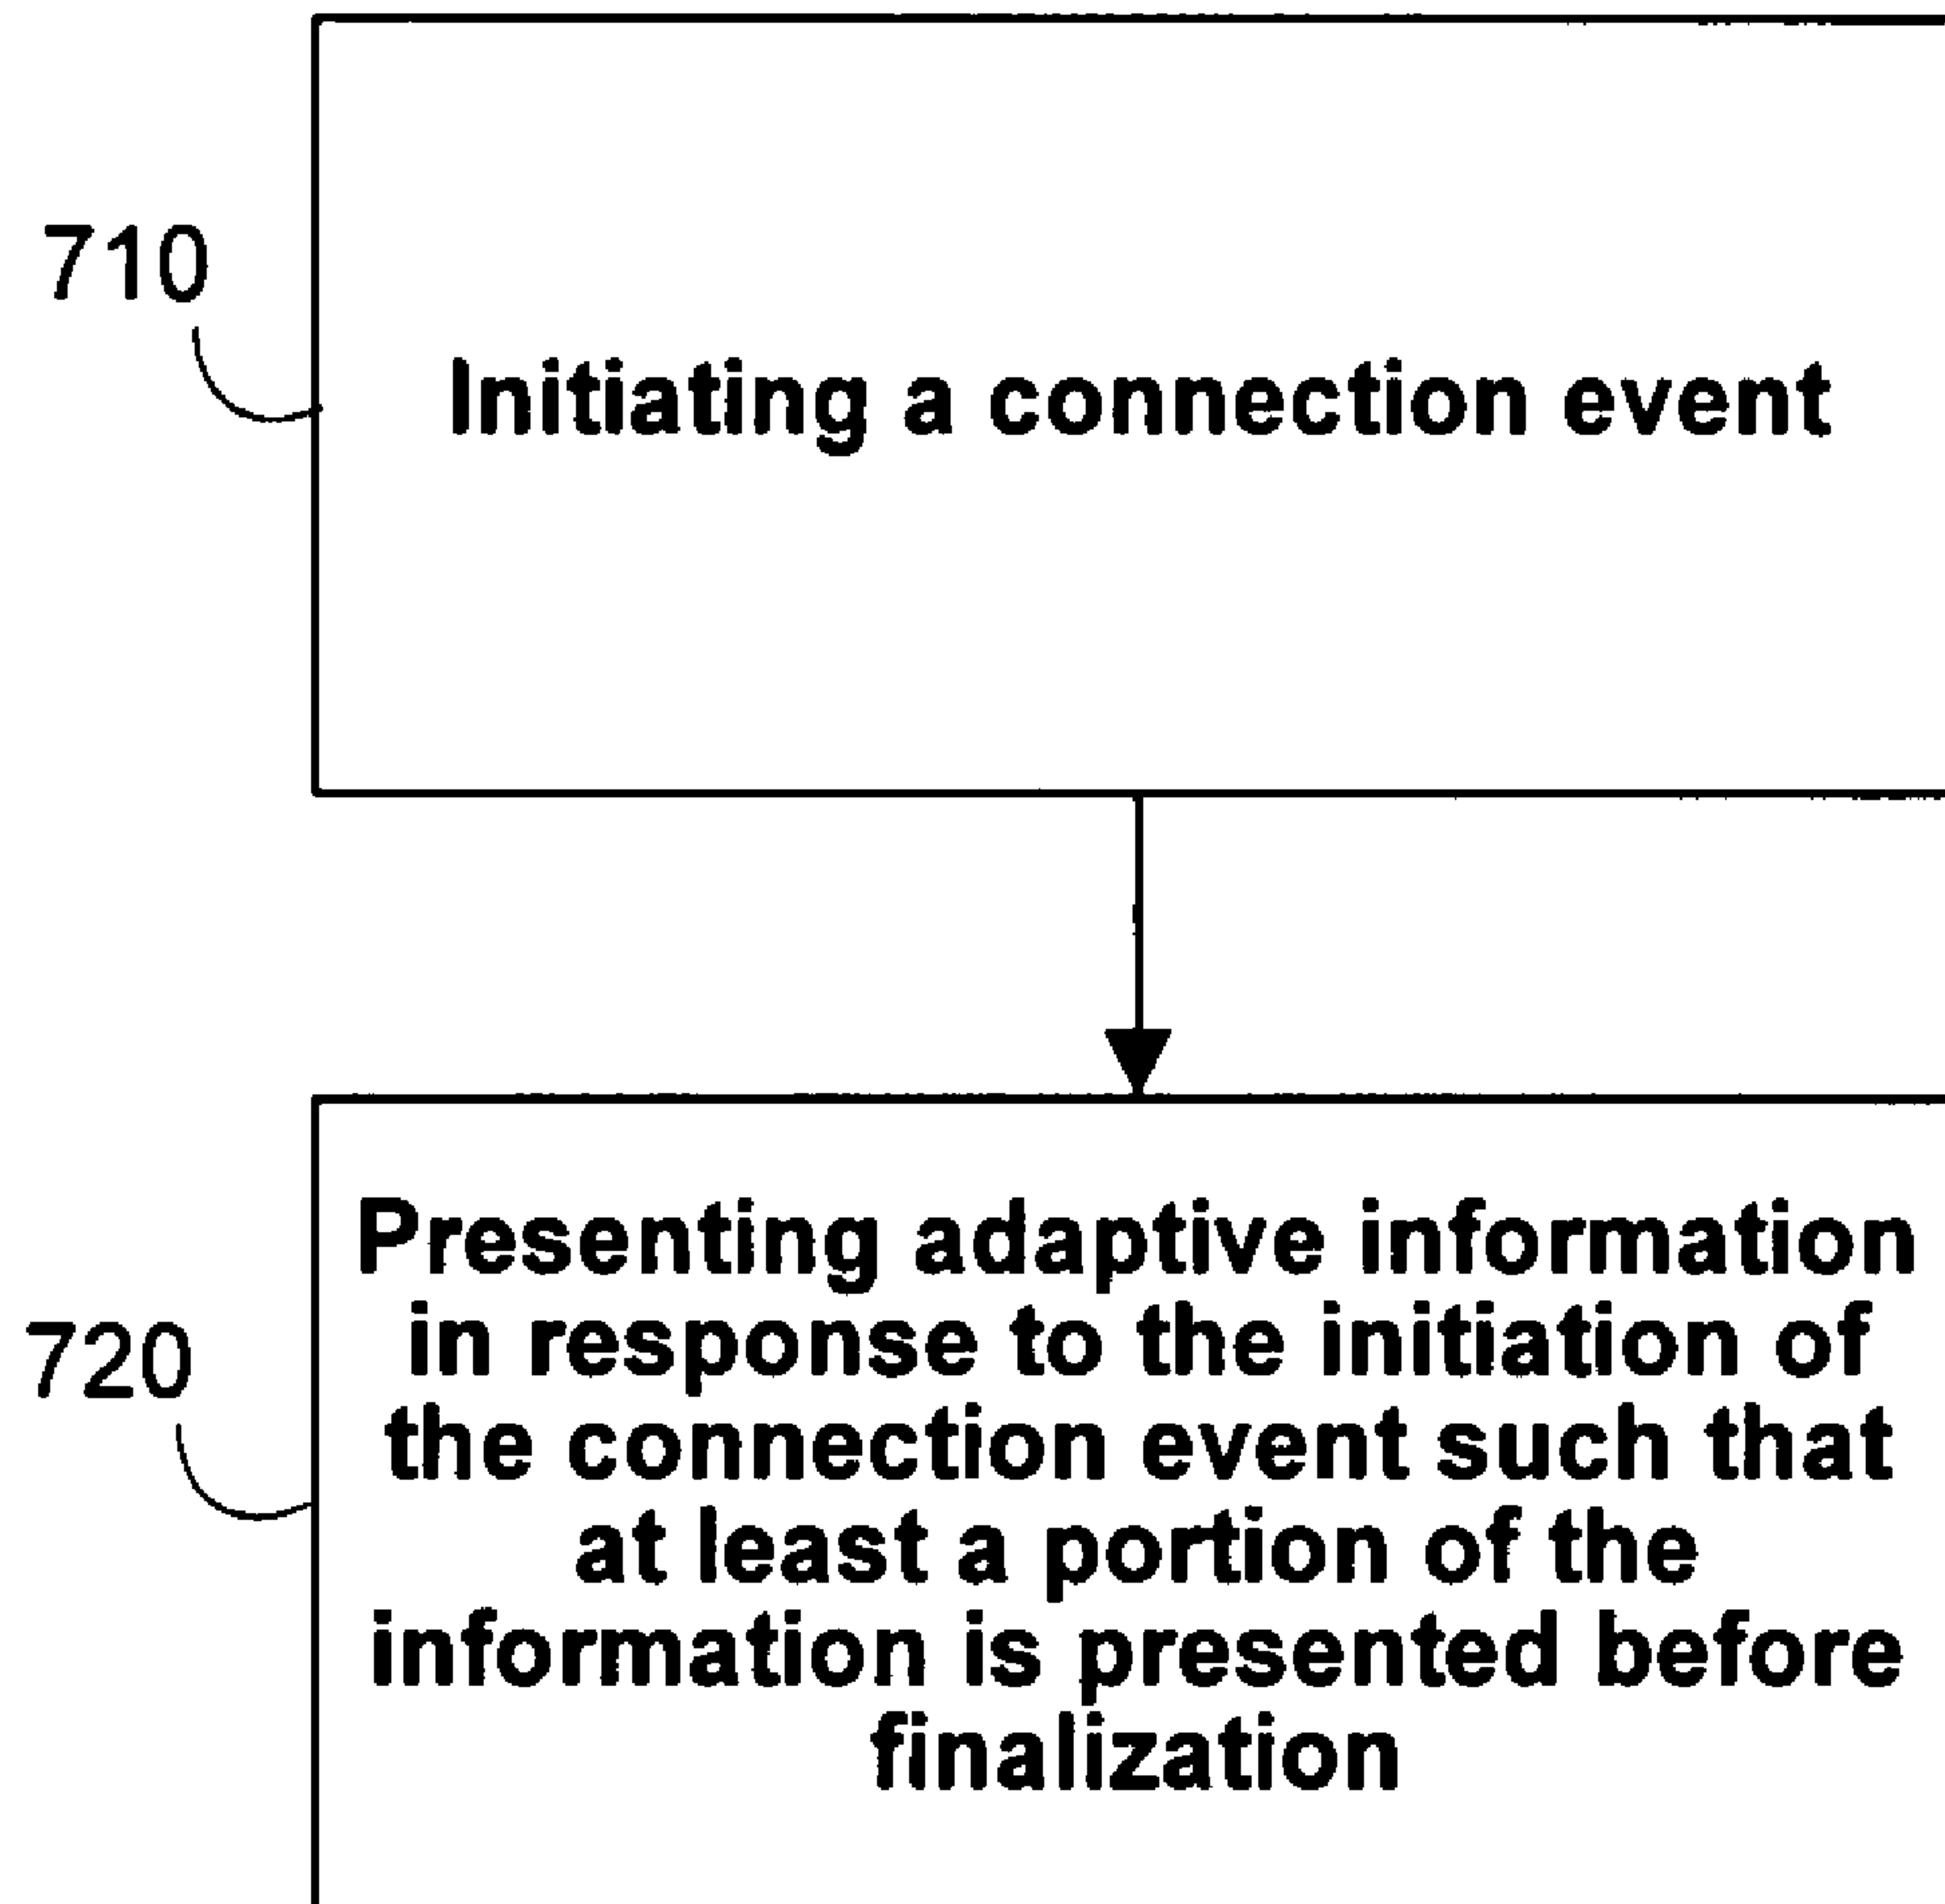 710
Initiating a connection event
720
Presenting adaptive information
in response to the initiation of
the connection event such that
at least a portion of the
information is presented before
finalization